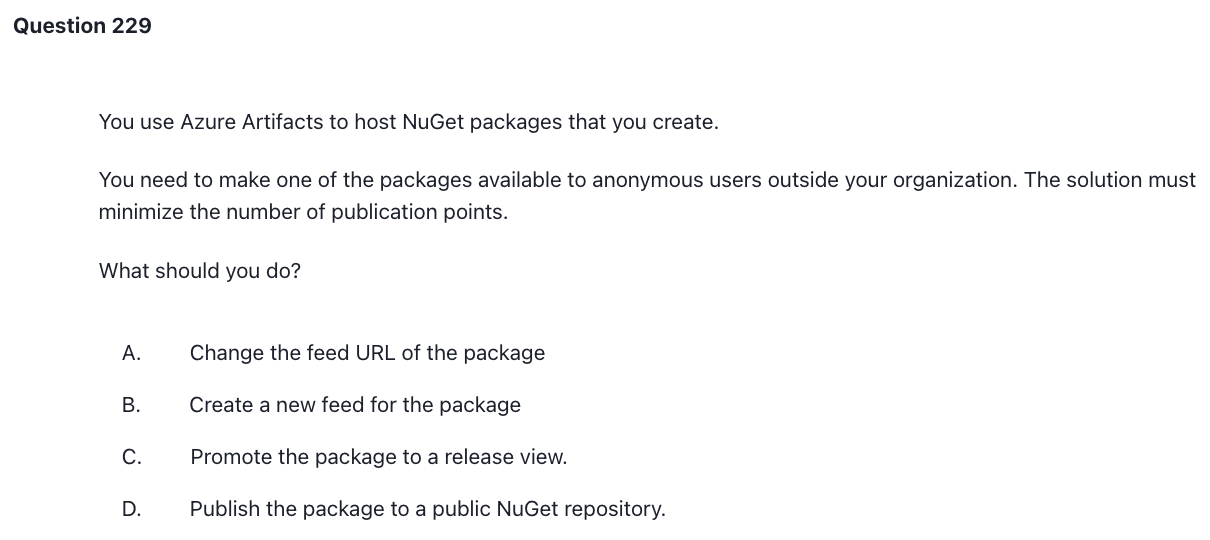 Question 229
You use Azure Artifacts to host NuGet packages that you create.
You need to make one of the packages available to anonymous users outside your organization. The solution must
minimize the number of publication points.
What should you do?
A. Change the feed URL of the package
B. Create a new feed for the package
C. Promote the package to a release view.
D. Publish the package to a public NuGet repository.